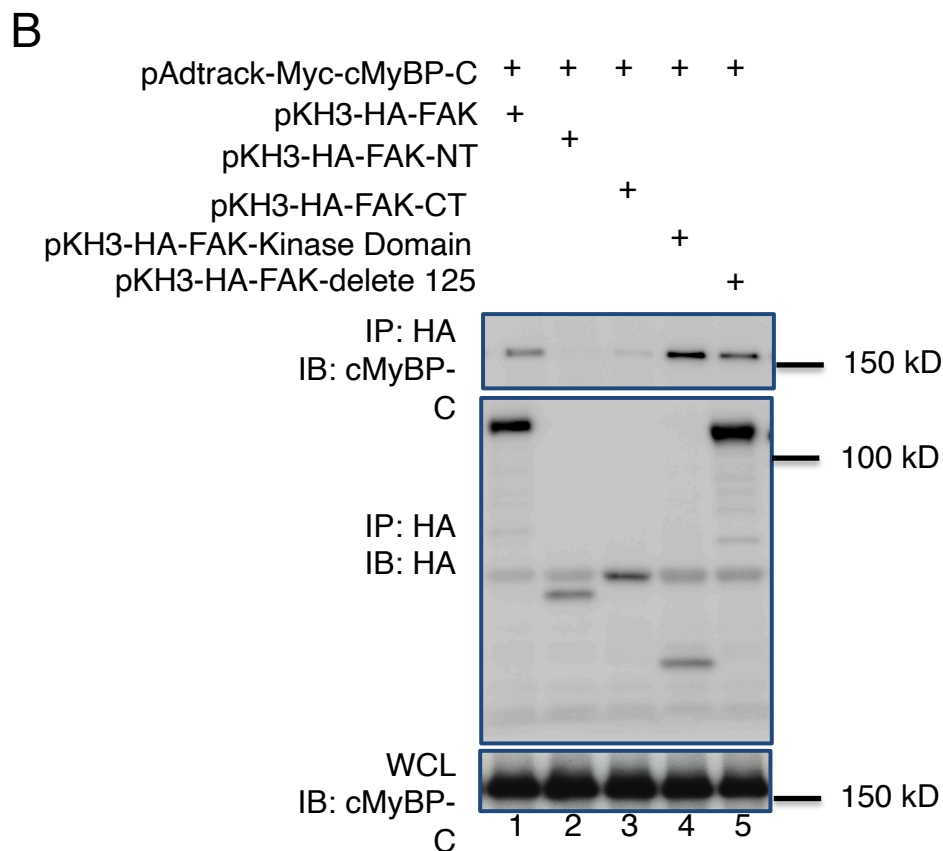 B
pAdtrack-Myc-cMyBP-C + + + + +
pKH3-HA-FAK +
pKH3-HA-FAK-NT +
pKH3-HA-FAK-CT +
pKH3-HA-FAK-Kinase Domain +
pKH3-HA-FAK-delete 125 +
IP: HA
IB: cMyBP-
C
150 kD
100 kD
IP: HA
IB: HA
WCL
IB: cMyBP-
C
150 kD
1 2 3 4 5